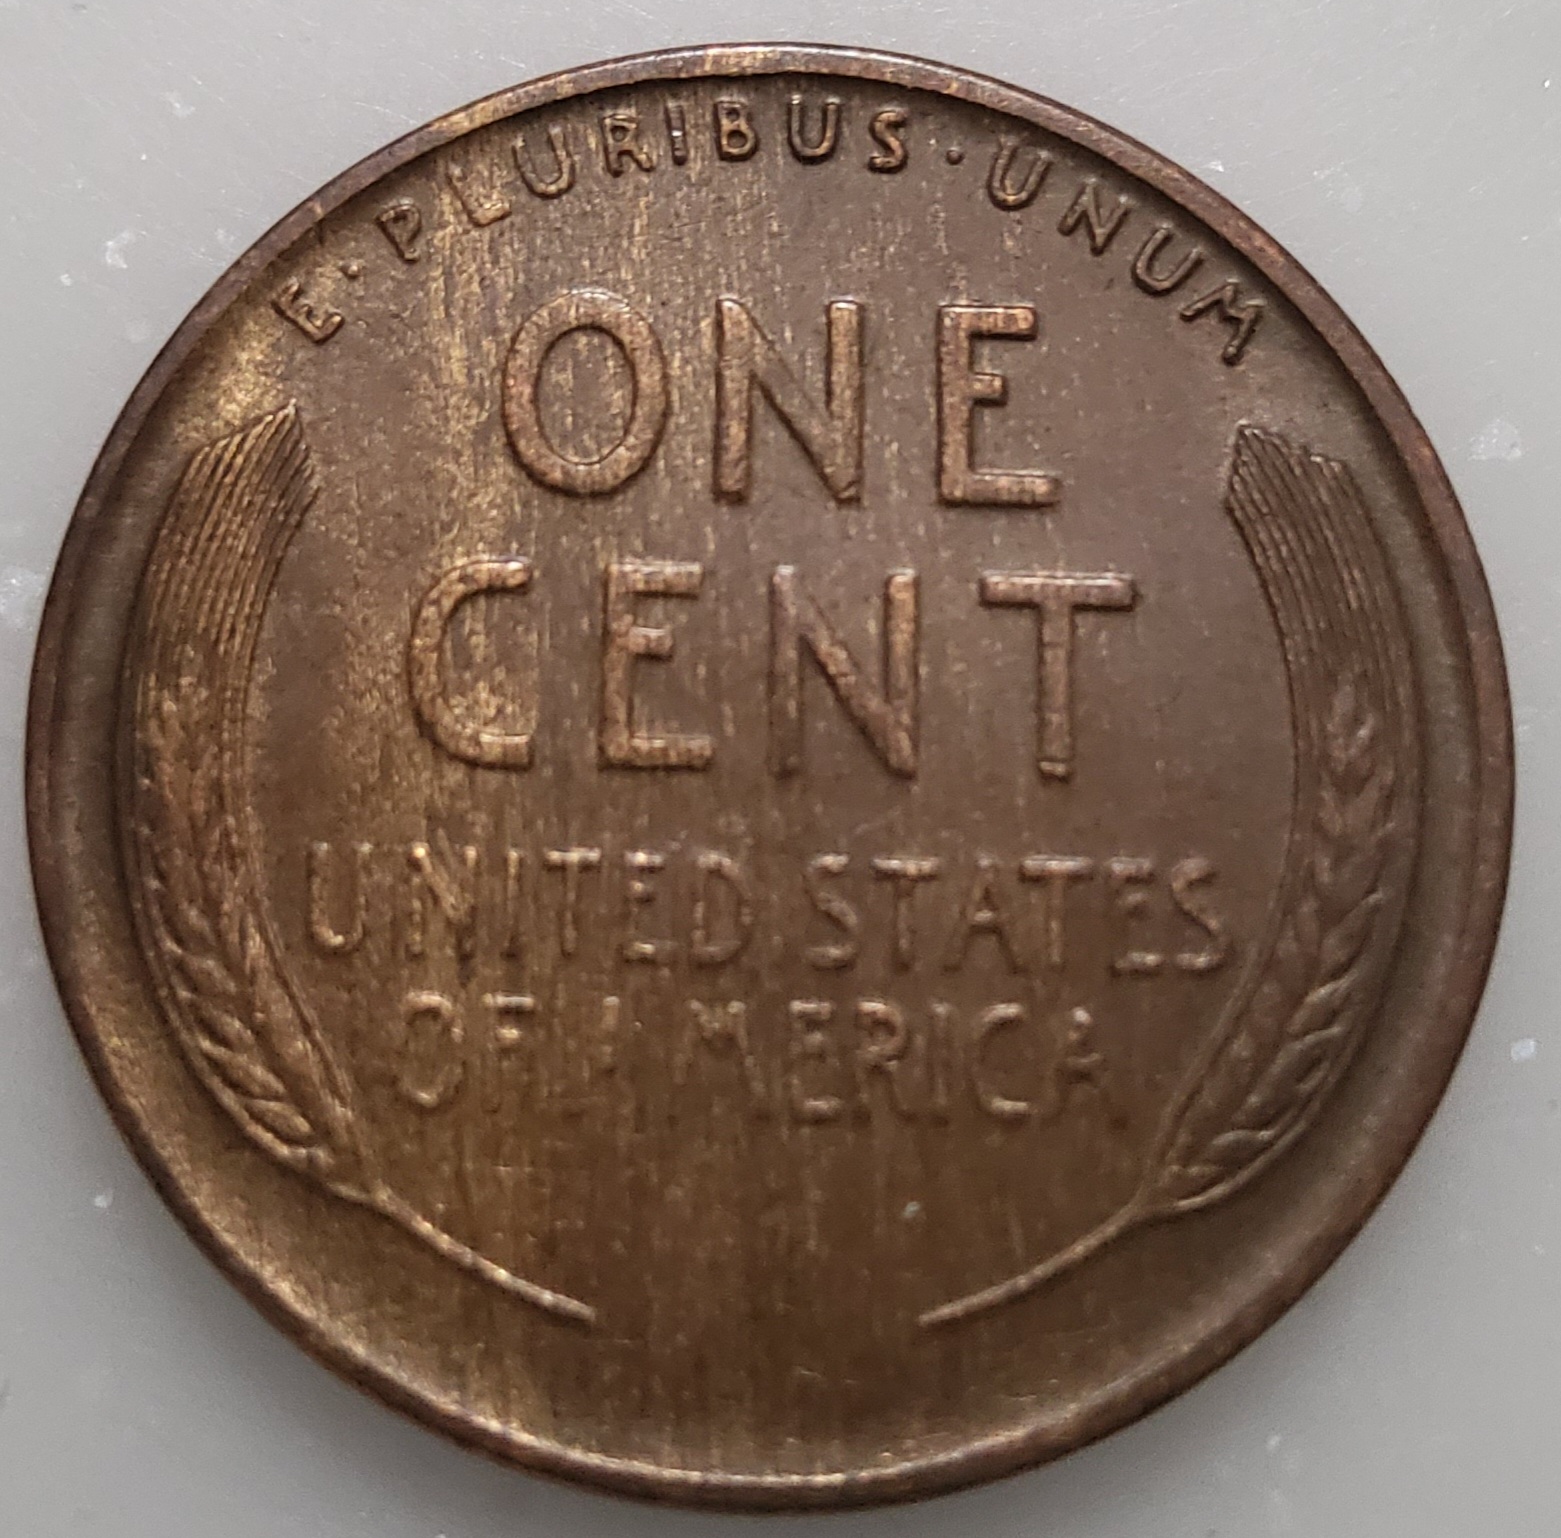 E · PLURIBUS · UNUM
ONE
CENT
UNITED STATES
OF AMERICA